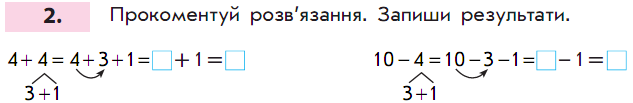 2. Прокоментуй розв'язання. Запиши результати.
4 + 4 = 4 + 3 + 1 = □ + 1 = □ 10 − 4 = 10 − 3 − 1 = □ − 1 = □
3 + 1 3 + 1